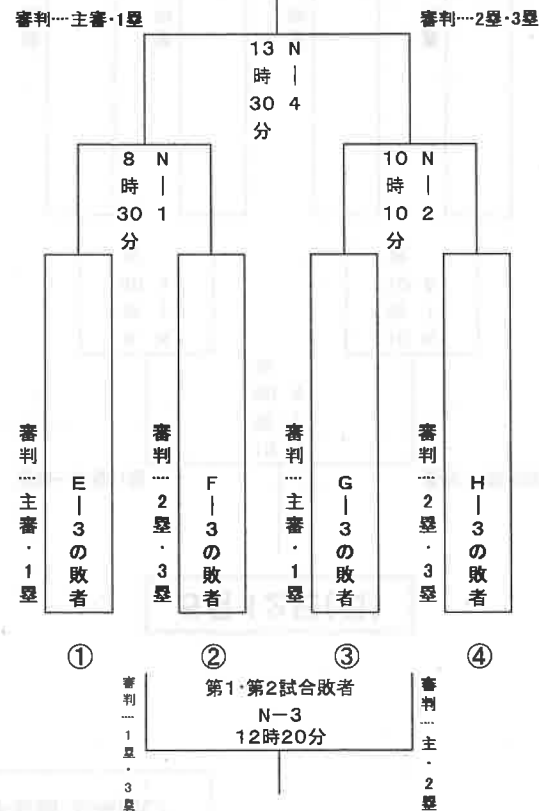 審判…主審・1塁
審判…2塁・3塁
N―4
13時30分
N―1
8時30分
N―2
10時10分
審判…主審・1塁
E―3の敗者
審判…2塁・3塁
F―3の敗者
審判…主審・1塁
G―3の敗者
審判…2塁・3塁
H―3の敗者
①
②
③
④
審判…1塁・3塁
第1・第2試合敗者
N―3
12時20分
審判…主・2塁